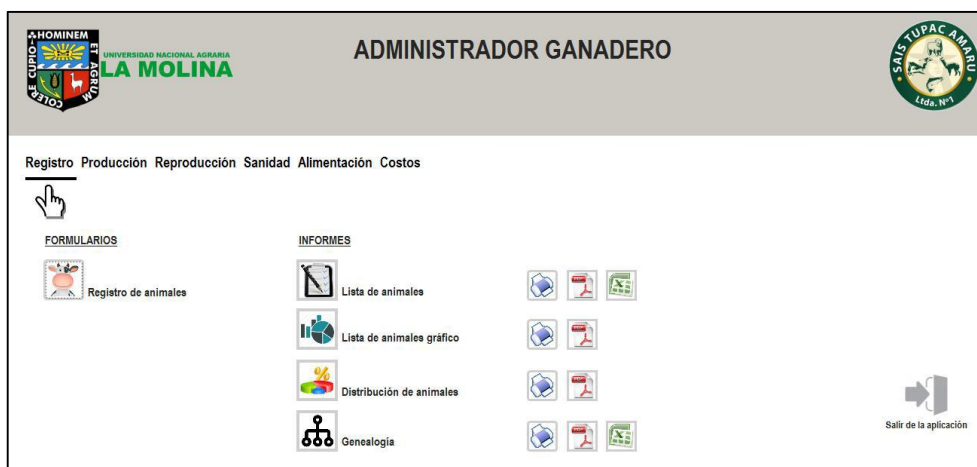 HOMINEM
ET AGRUM
COLERE CUPIO
UNIVERSIDAD NACIONAL AGRARIA
LA MOLINA
ADMINISTRADOR GANADERO
SAIS TUPAC AMARU
Ltda. Nº1
Registro Producción Reproducción Sanidad Alimentación Costos
FORMULARIOS
INFORMES
Registro de animales
Lista de animales
Lista de animales gráfico
%
Distribución de animales
Genealogía
Salir de la aplicación